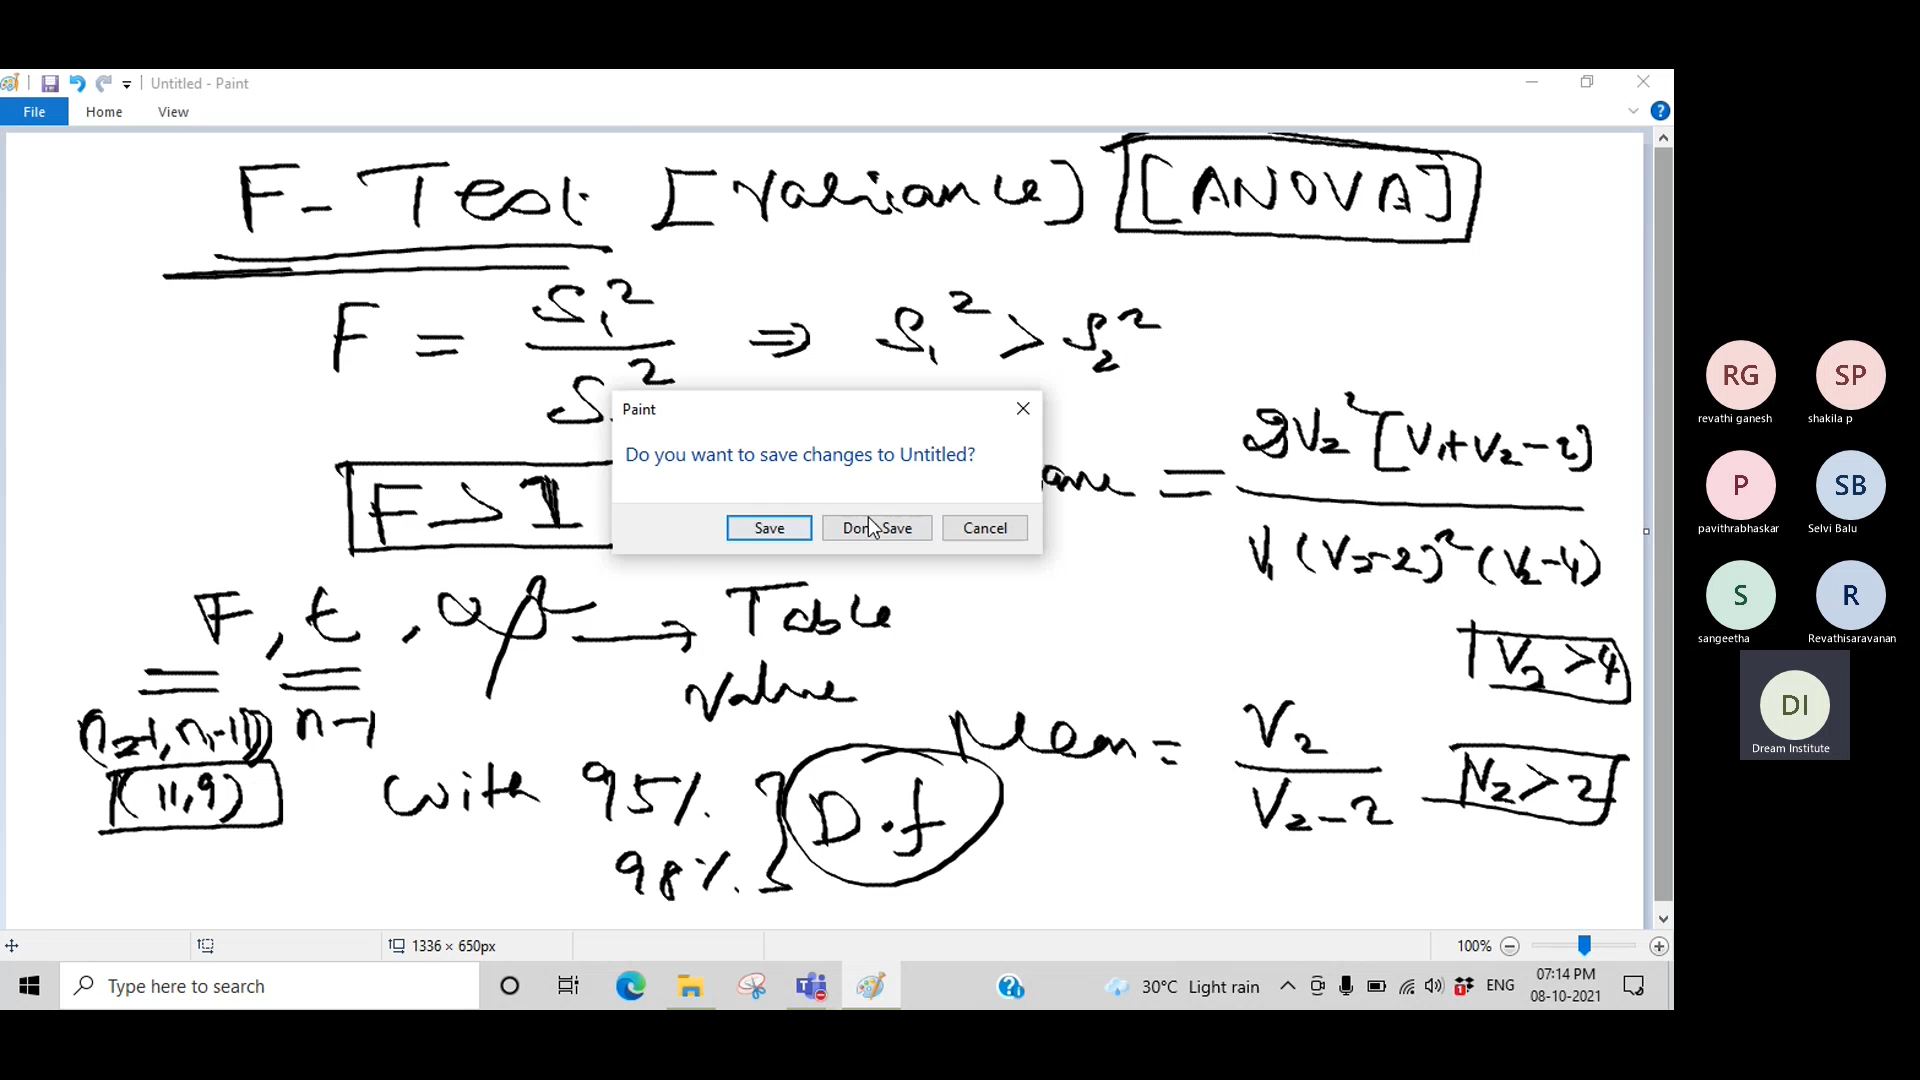 Untitled - Paint
File Home View
F-Test [Variance] [ANOVA]
F = S₁² ⇒ S₁² > S₂²
S
Paint
Do you want to save changes to Untitled?
Save Don't Save Cancel
= 2V₂² [V₁+V₂-2]
V₁ (V₂-2)² (V₂-4)
F > 1
F, t, → Table
Value
V₂ > 4
n₂-1, n₁-1 n-1
(11,9)
Mean = V₂
V₂-2
N₂ > 2
with 95%. D.f
98%.
1336 × 650px 100%
Type here to search
30°C Light rain ENG 07:14 PM
08-10-2021
RG SP
revathi ganesh shakila p
P SB
pavithrabhaskar Selvi Balu
S R
sangeetha Revathisaravanan
DI
Dream Institute